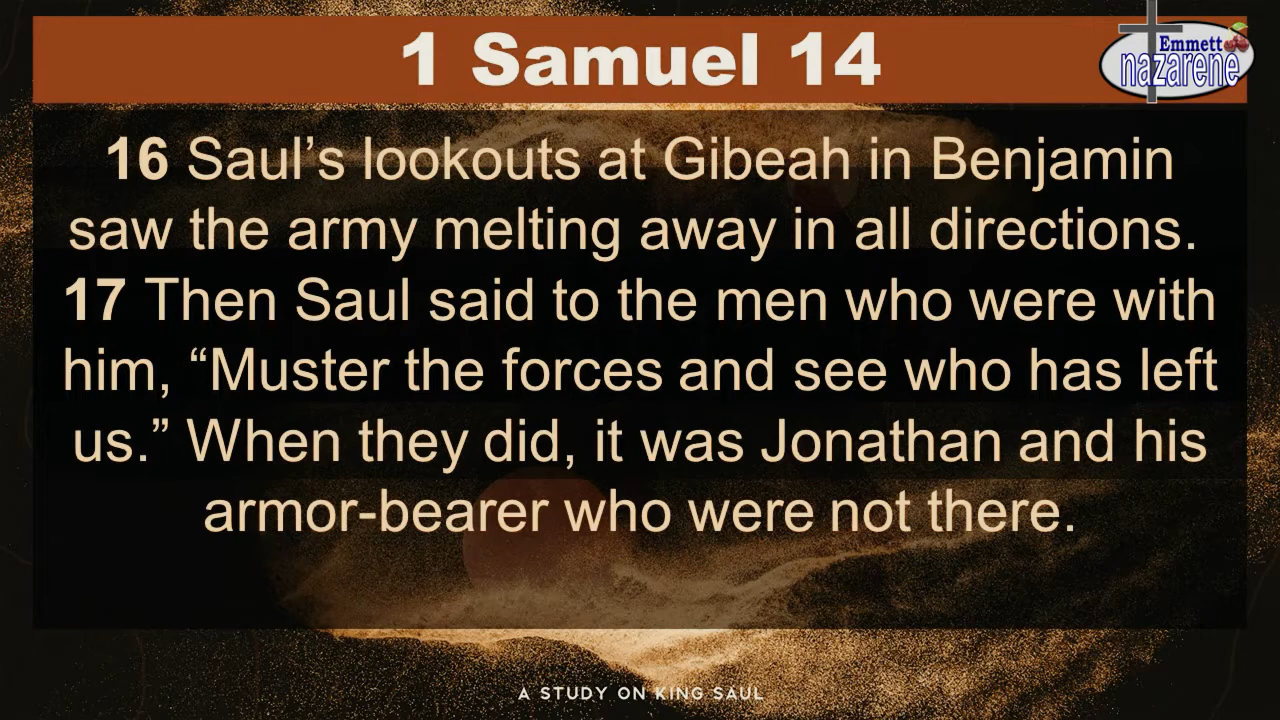 1 Samuel 14
Emmett
nazarene
16 Saul’s lookouts at Gibeah in Benjamin
saw the army melting away in all directions.
17 Then Saul said to the men who were with
him, “Muster the forces and see who has left
us.” When they did, it was Jonathan and his
armor-bearer who were not there.
A STUDY ON KING SAUL